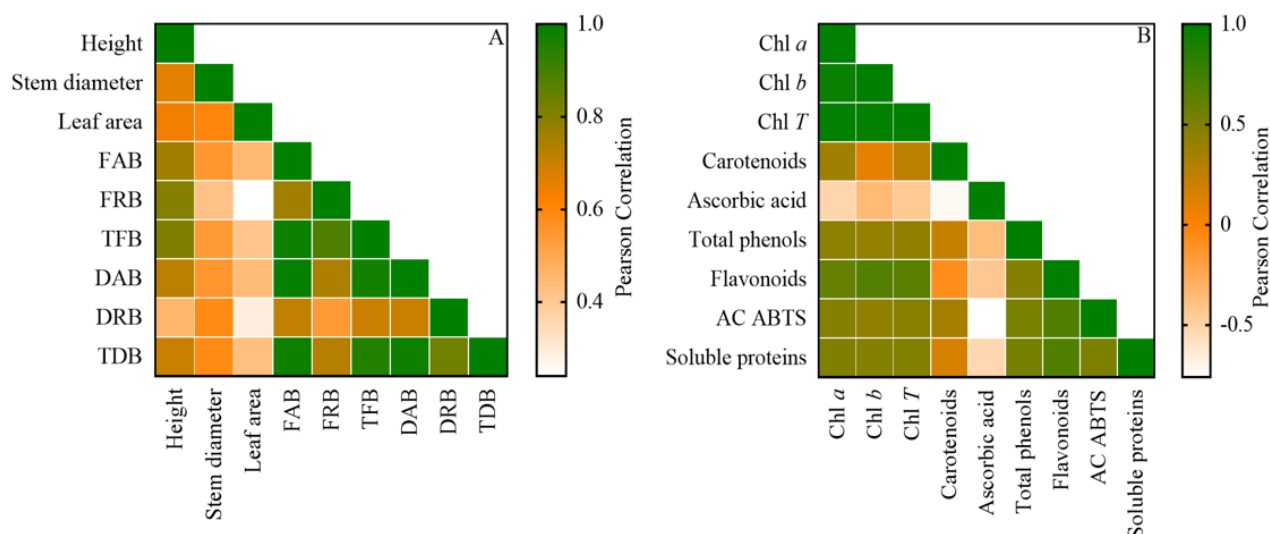 A
Height
Stem diameter
Leaf area
FAB
FRB
TFB
DAB
DRB
TDB
Height
Stem diameter
Leaf area
FAB
FRB
TFB
DAB
DRB
TDB
1.0
0.8
0.6
0.4
Pearson Correlation
B
Chl a
Chl b
Chl T
Carotenoids
Ascorbic acid
Total phenols
Flavonoids
AC ABTS
Soluble proteins
Chl a
Chl b
Chl T
Carotenoids
Ascorbic acid
Total phenols
Flavonoids
AC ABTS
Soluble proteins
1.0
0.5
0
-0.5
Pearson Correlation